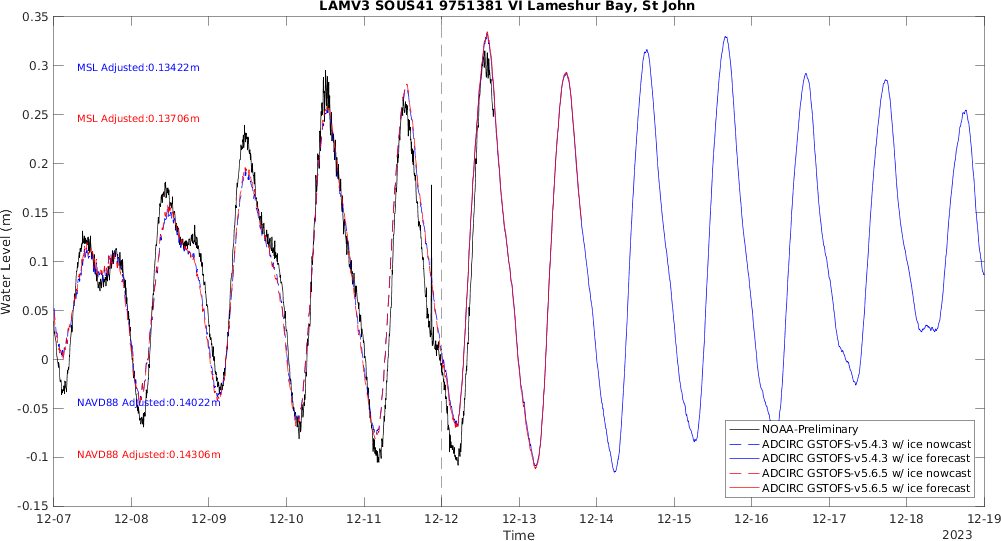 LAMV3 SOUS41 9751381 VI Lameshur Bay, St John
0.35
0.3
0.25
0.2
0.15
0.1
0.05
0
-0.05
-0.1
-0.15
Water Level (m)
MSL Adjusted:0.13422m
MSL Adjusted:0.13706m
NAVD88 Adjusted:0.14022m
NAVD88 Adjusted:0.14306m
NOAA-Preliminary
ADCIRC GSTOFS-v5.4.3 w/ ice nowcast
ADCIRC GSTOFS-v5.4.3 w/ ice forecast
ADCIRC GSTOFS-v5.6.5 w/ ice nowcast
ADCIRC GSTOFS-v5.6.5 w/ ice forecast
12-07 12-08 12-09 12-10 12-11 12-12 12-13 12-14 12-15 12-16 12-17 12-18 12-19
Time
2023